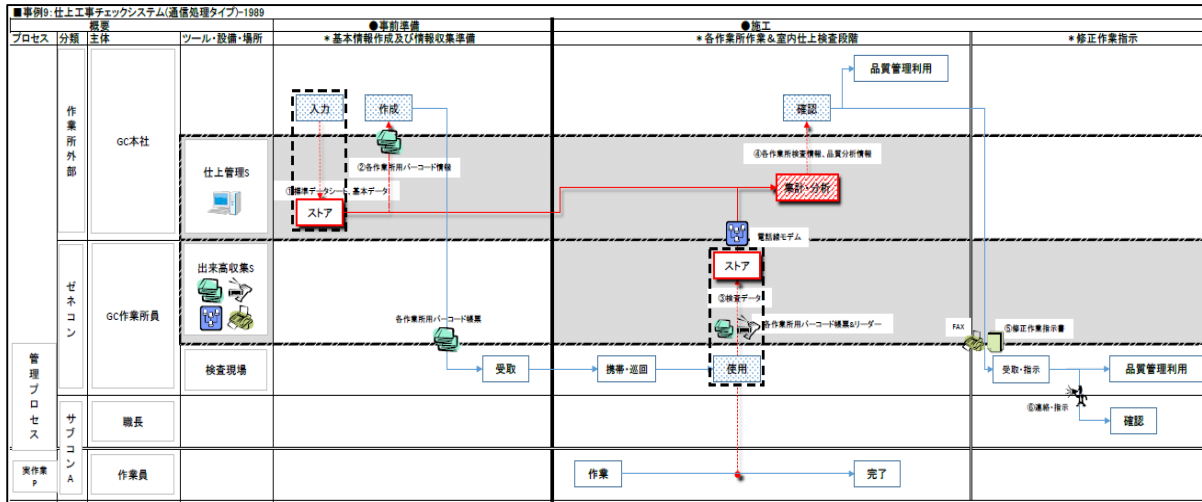 ■事例9:仕上工事チェックシステム(通信処理タイプ)-1989
概要
●事前準備
●施工
プロセス
分類
主体
ツール・設備・場所
*基本情報作成及び情報収集準備
*各作業所作業&室内仕上検査段階
*修正作業指示
品質管理利用
入力
作成
確認
作業所外部
GC本社
仕上管理S
②各作業所用バーコード情報
④各作業所検査情報、品質分析情報
①標準データシート、基本データ
集計・分析
ストア
電話線モデム
ゼネコン
GC作業所員
出来高収集S
ストア
③検査データ
各作業所用バーコード帳票
各作業所用バーコード帳票&リーダー
FAX
⑤修正作業指示書
管理プロセス
検査現場
受取
携帯・巡回
使用
受取・指示
品質管理利用
⑥連絡・指示
サブコンA
職長
確認
実作業P
作業員
作業
完了